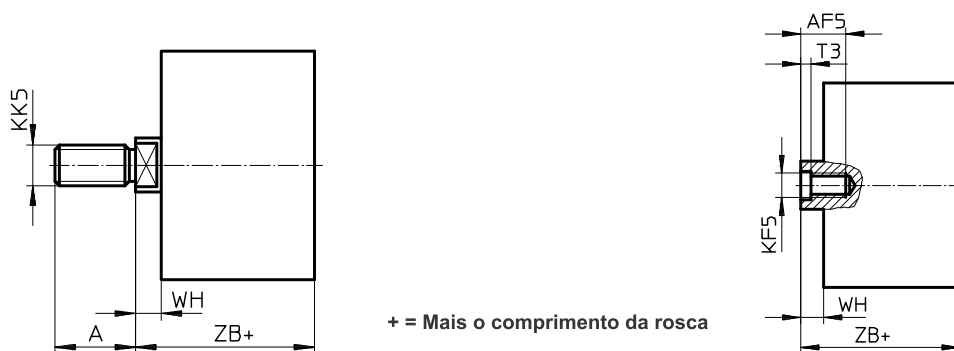 AF5
T3
KK5
KF5
WH
WH
+ = Mais o comprimento da rosca
A
ZB+
ZB+